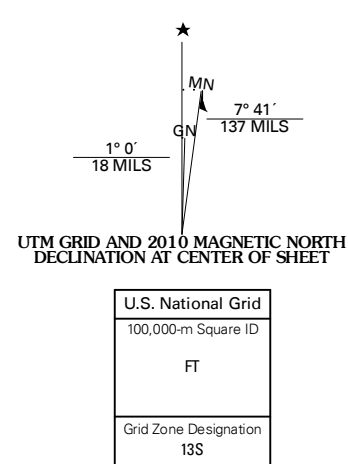 MN
7° 41´
137 MILS
GN
1° 0´
18 MILS
UTM GRID AND 2010 MAGNETIC NORTH
DECLINATION AT CENTER OF SHEET
U.S. National Grid
100,000-m Square ID
FT
Grid Zone Designation
13S